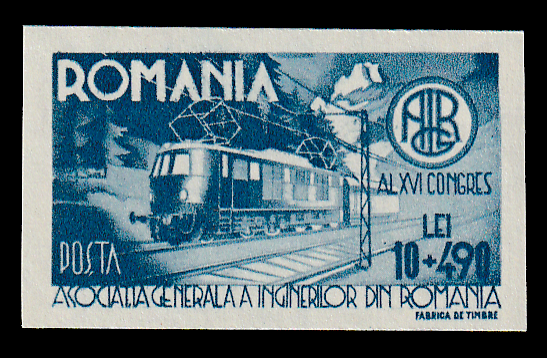 ROMANIA
AGIR
AL XVI CONGRES
LEI
10+490
POSTA
ASOCIATIA GENERALA A INGINERILOR DIN ROMANIA
FABRICA DE TIMBRE